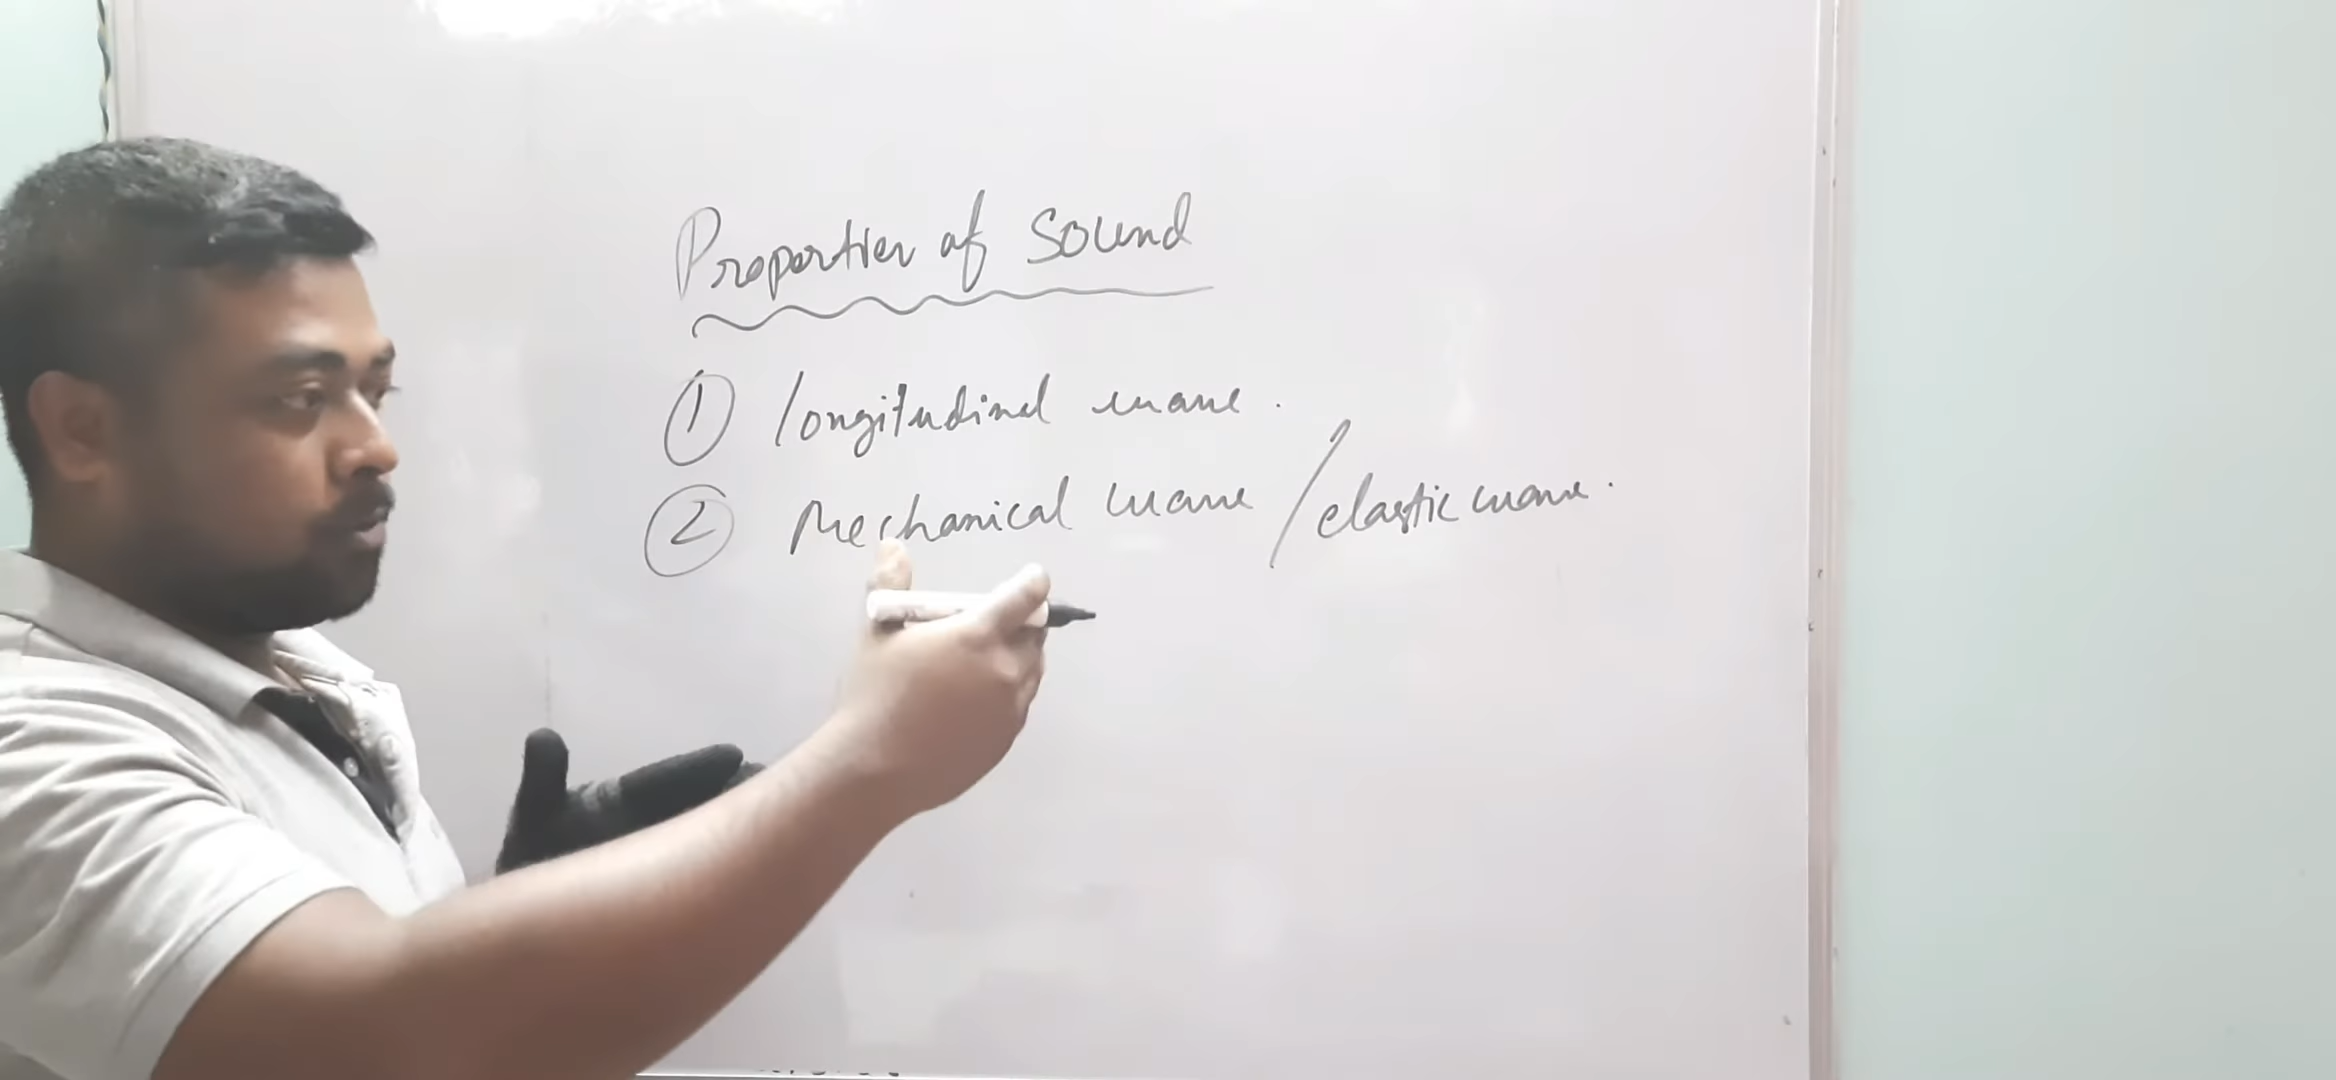 Properties of Sound
① longitudinal wave.
② Mechanical wave / elastic wave.